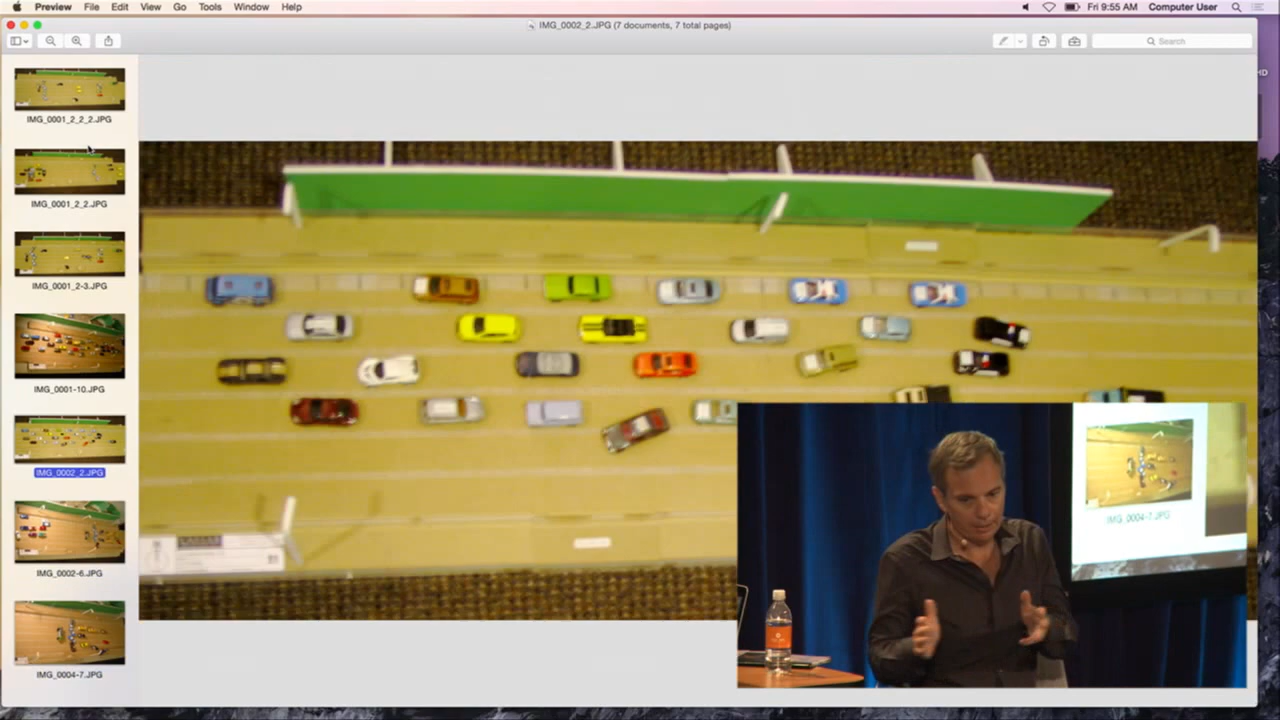 Preview File Edit View Go Tools Window Help
Fri 9:55 AM Computer User
IMG_0002_2.JPG (7 documents, 7 total pages)
Search
HD
IMG_0001_2_2_2.JPG
IMG_0001_2_2.JPG
IMG_0001_2-3.JPG
IMG_0001-10.JPG
IMG_0002_2.JPG
IMG_0002-6.JPG
IMG_0004-7.JPG
IMG_0004-7.JPG